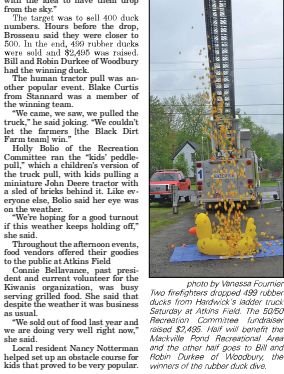 with the idea to have them drop
from the sky."
The target was to sell 400 duck
numbers. Hours before the drop,
Brosseau said they were closer to
500. In the end, 499 rubber ducks
were sold and $2,495 was raised.
Bill and Robin Durkee of Woodbury
had the winning duck.
The human tractor pull was an-
other popular event. Blake Curtis
from Stannard was a member of
the winning team.
"We came, we saw, we pulled the
truck," he said joking. "We couldn't
let the farmers [the Black Dirt
Farm team] win."
Holly Bolio of the Recreation
Committee ran the "kids' peddle-
pull," which a children's version of
the truck pull, with kids pulling a
miniature John Deere tractor with
a sled of bricks behind it. Like ev-
eryone else, Bolio said her eye was
on the weather.
"We're hoping for a good turnout
if this weather keeps holding off,"
she said.
Throughout the afternoon events,
food vendors offered their goodies
to the public at Atkins Field
Connie Bellavance, past presi-
dent and current volunteer for the
Kiwanis organization, was busy
serving grilled food. She said that
despite the weather it was business
as usual.
"We sold out of food last year and
we are doing very well right now,"
she said.
Local resident Nancy Notterman
helped set up an obstacle course for
kids that proved to be very popular.
photo by Vanessa Fournier
Two firefighters dropped 499 rubber
ducks from Hardwick's ladder truck
Saturday at Atkins Field. The 50/50
Recreation Committee fundraiser
raised $2,495. Half will benefit the
Mackville Pond Recreational Area
and the other half goes to Bill and
Robin Durkee of Woodbury, the
winners of the rubber duck dive.